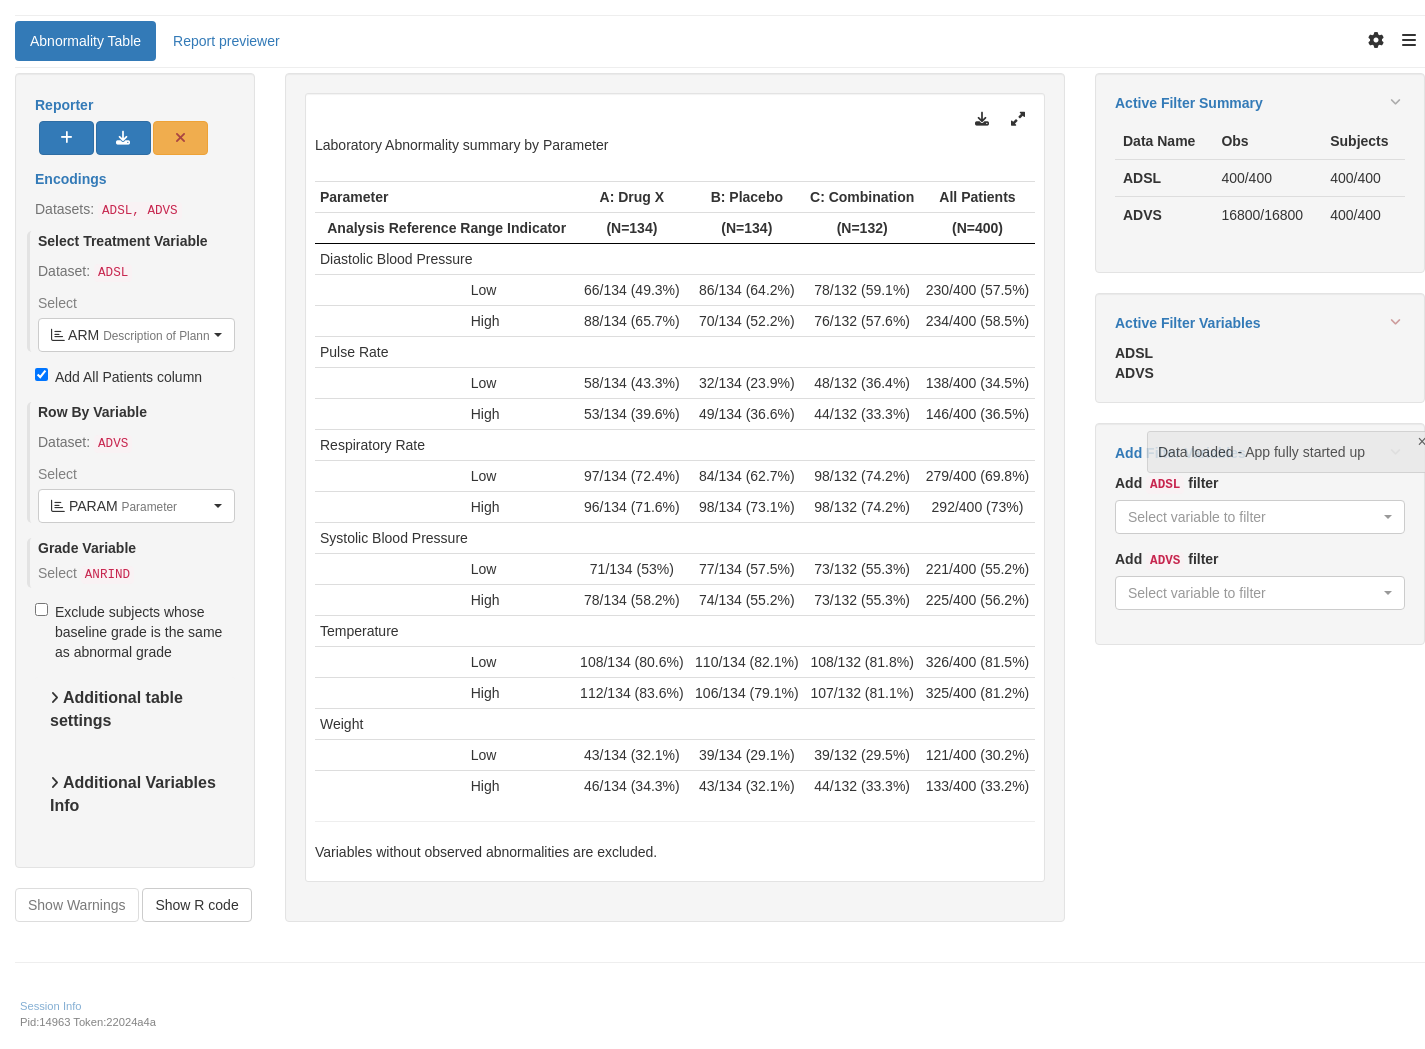 Abnormality Table
Report previewer
Reporter
Encodings
Datasets: ADSL, ADVS
Select Treatment Variable
Dataset: ADSL
Select
ARM Description of Plann
Add All Patients column
Row By Variable
Dataset: ADVS
Select
PARAM Parameter
Grade Variable
Select ANRIND
Exclude subjects whose
baseline grade is the same
as abnormal grade
Additional table
settings
Additional Variables
Info
Show Warnings
Show R code
Laboratory Abnormality summary by Parameter
Parameter A: Drug X B: Placebo C: Combination All Patients
Analysis Reference Range Indicator (N=134) (N=134) (N=132) (N=400)
Diastolic Blood Pressure
Low 66/134 (49.3%) 86/134 (64.2%) 78/132 (59.1%) 230/400 (57.5%)
High 88/134 (65.7%) 70/134 (52.2%) 76/132 (57.6%) 234/400 (58.5%)
Pulse Rate
Low 58/134 (43.3%) 32/134 (23.9%) 48/132 (36.4%) 138/400 (34.5%)
High 53/134 (39.6%) 49/134 (36.6%) 44/132 (33.3%) 146/400 (36.5%)
Respiratory Rate
Low 97/134 (72.4%) 84/134 (62.7%) 98/132 (74.2%) 279/400 (69.8%)
High 96/134 (71.6%) 98/134 (73.1%) 98/132 (74.2%) 292/400 (73%)
Systolic Blood Pressure
Low 71/134 (53%) 77/134 (57.5%) 73/132 (55.3%) 221/400 (55.2%)
High 78/134 (58.2%) 74/134 (55.2%) 73/132 (55.3%) 225/400 (56.2%)
Temperature
Low 108/134 (80.6%) 110/134 (82.1%) 108/132 (81.8%) 326/400 (81.5%)
High 112/134 (83.6%) 106/134 (79.1%) 107/132 (81.1%) 325/400 (81.2%)
Weight
Low 43/134 (32.1%) 39/134 (29.1%) 39/132 (29.5%) 121/400 (30.2%)
High 46/134 (34.3%) 43/134 (32.1%) 44/132 (33.3%) 133/400 (33.2%)
Variables without observed abnormalities are excluded.
Active Filter Summary
Data Name Obs Subjects
ADSL 400/400 400/400
ADVS 16800/16800 400/400
Active Filter Variables
ADSL
ADVS
Add
Data loaded - App fully started up
Add ADSL filter
Select variable to filter
Add ADVS filter
Select variable to filter
Session Info
Pid:14963 Token:22024a4a